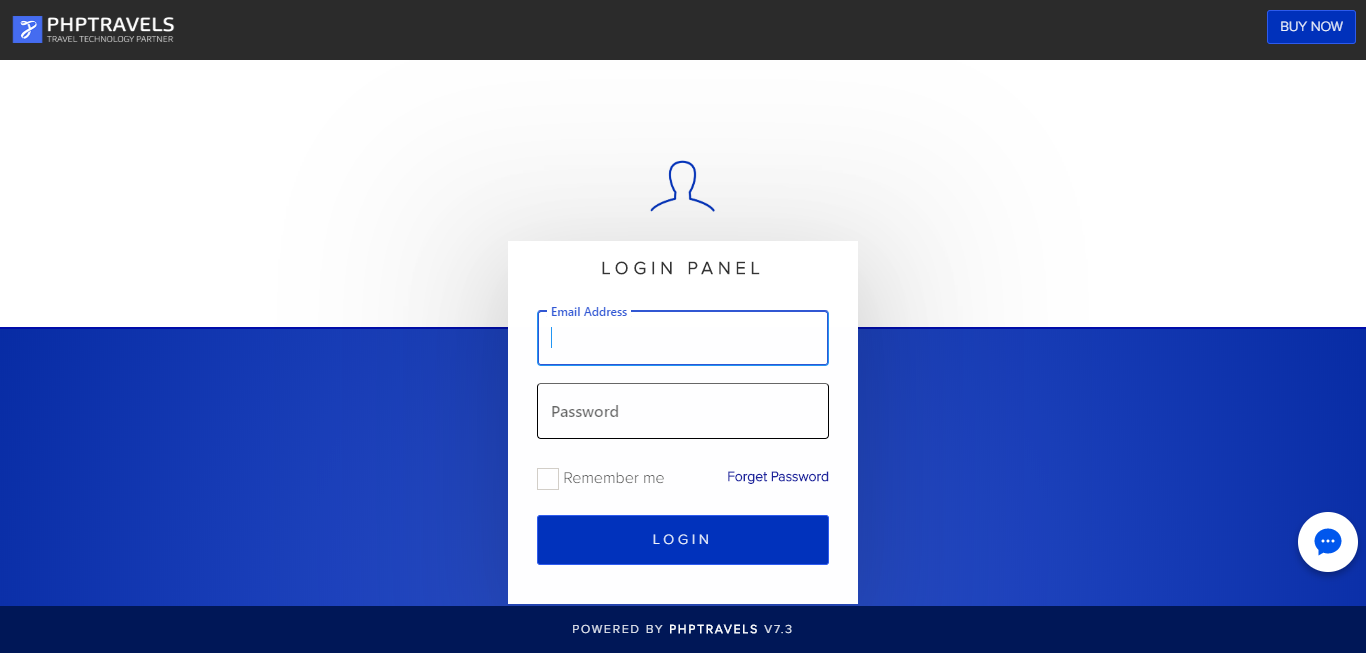 PHPTRAVELS
TRAVEL TECHNOLOGY PARTNER
BUY NOW
LOGIN PANEL
Email Address
Password
Remember me
Forget Password
LOGIN
POWERED BY PHPTRAVELS V7.3